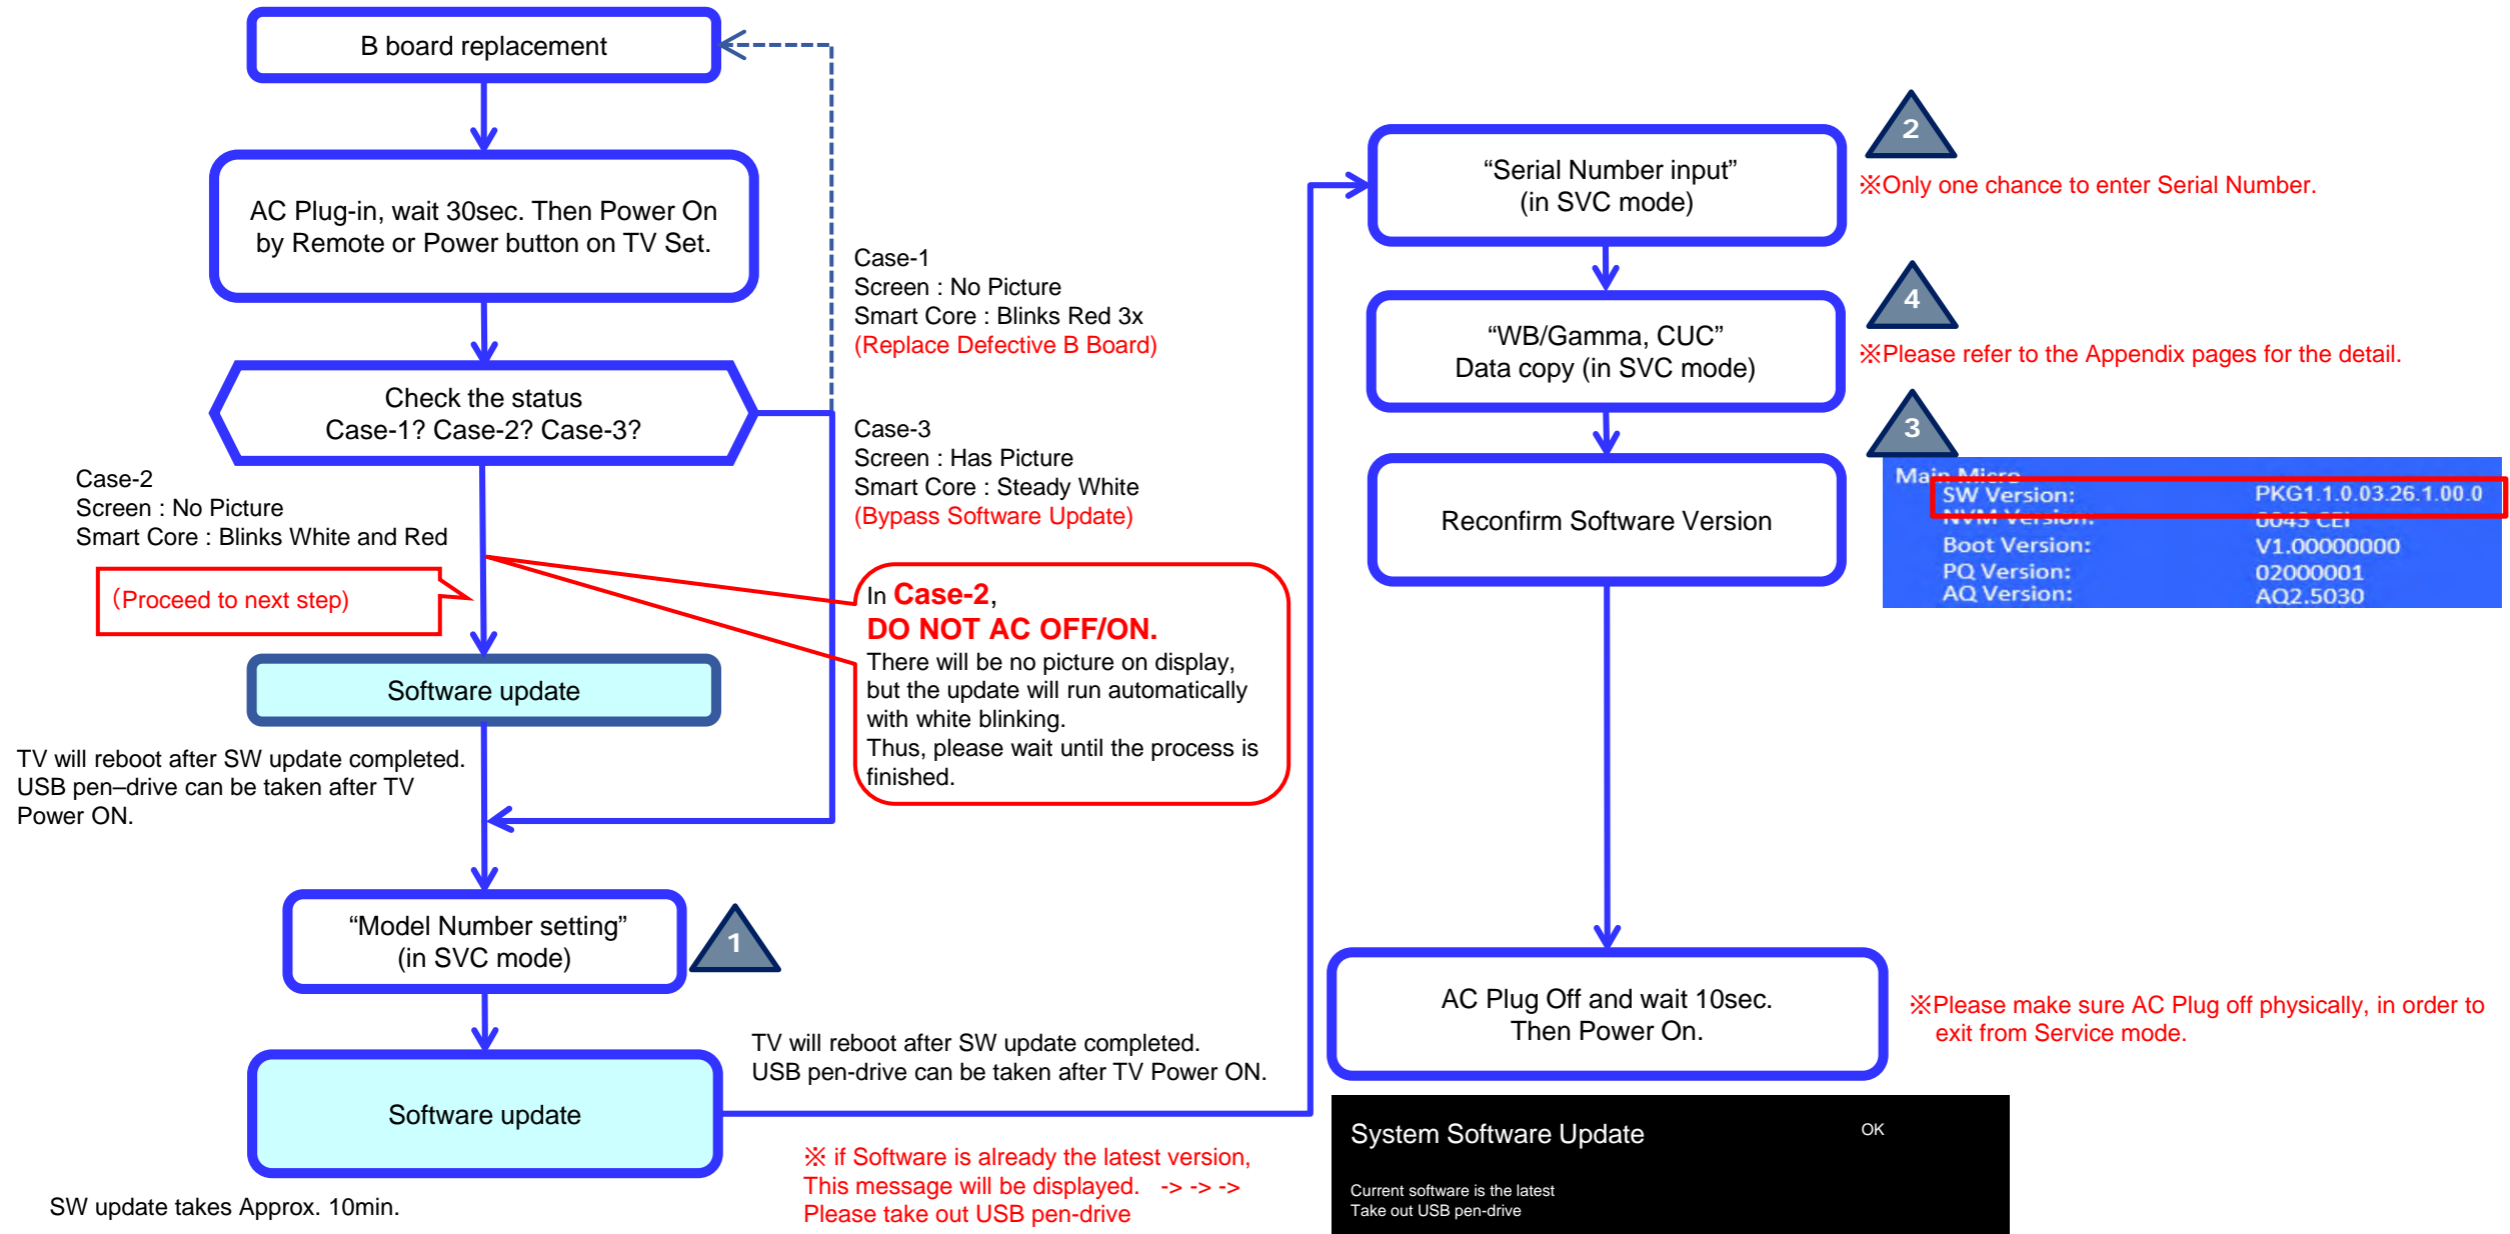 B board replacement
AC Plug-in, wait 30sec. Then Power On
by Remote or Power button on TV Set.
Case-1
Screen : No Picture
Smart Core : Blinks Red 3x
(Replace Defective B Board)
Check the status
Case-1? Case-2? Case-3?
Case-3
Screen : Has Picture
Smart Core : Steady White
(Bypass Software Update)
Case-2
Screen : No Picture
Smart Core : Blinks White and Red
(Proceed to next step)
In Case-2,
DO NOT AC OFF/ON.
There will be no picture on display,
but the update will run automatically
with white blinking.
Thus, please wait until the process is
finished.
Software update
TV will reboot after SW update completed.
USB pen–drive can be taken after TV
Power ON.
“Model Number setting”
(in SVC mode)
1
Software update
TV will reboot after SW update completed.
USB pen-drive can be taken after TV Power ON.
※ if Software is already the latest version,
This message will be displayed. -> -> ->
Please take out USB pen-drive
SW update takes Approx. 10min.
“Serial Number input”
(in SVC mode)
2
※Only one chance to enter Serial Number.
“WB/Gamma, CUC”
Data copy (in SVC mode)
4
※Please refer to the Appendix pages for the detail.
3
Reconfirm Software Version
Main Micro
SW Version: PKG1.1.0.03.26.1.00.0
NVM Version: 0045 CEI
Boot Version: V1.00000000
PQ Version: 02000001
AQ Version: AQ2.5030
AC Plug Off and wait 10sec.
Then Power On.
※Please make sure AC Plug off physically, in order to
exit from Service mode.
System Software Update OK
Current software is the latest
Take out USB pen-drive